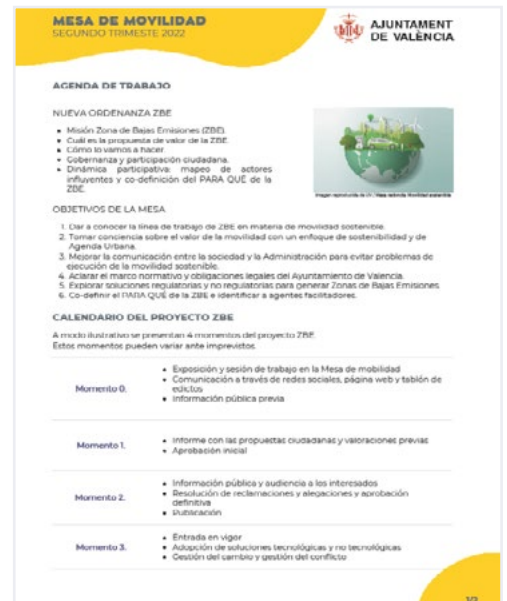 MESA DE MOVILIDAD
SEGUNDO TRIMESTE 2022
AJUNTAMENT
DE VALÈNCIA
AGENDA DE TRABAJO
NUEVA ORDENANZA ZBE
• Misión Zona de Bajas Emisiones (ZBE).
• Cuál es la propuesta de valor de la ZBE.
• Cómo lo vamos a hacer.
• Gobernanza y participación ciudadana.
• Dinámica participativa: mapeo de actores
influyentes y co-definición del PARA QUÉ de la
ZBE.
OBJETIVOS DE LA MESA
1. Dar a conocer la línea de trabajo de ZBE en materia de movilidad sostenible.
2. Tomar conciencia sobre el valor de la movilidad con un enfoque de sostenibilidad y de
Agenda Urbana.
3. Mejorar la comunicación entre la sociedad y la Administración para evitar problemas de
ejecución de la movilidad sostenible.
4. Aclarar el marco normativo y obligaciones legales del Ayuntamiento de Valencia.
5. Explorar soluciones regulatorias y no regulatorias para generar Zonas de Bajas Emisiones.
6. Co-definir el PARA QUÉ de la ZBE e identificar a agentes facilitadores.
CALENDARIO DEL PROYECTO ZBE
A modo ilustrativo se presentan 4 momentos del proyecto ZBE.
Estos momentos pueden variar ante imprevistos.
Momento 0.
• Exposición y sesión de trabajo en la Mesa de mobilidad
• Comunicación a través de redes sociales, página web y tablón de
edictos
• Información pública previa
Momento 1.
• Informe con las propuestas ciudadanas y valoraciones previas
• Aprobación inicial
Momento 2.
• Información pública y audiencia a los interesados
• Resolución de reclamaciones y alegaciones y aprobación
definitiva
• Publicación
Momento 3.
• Entrada en vigor
• Adopción de soluciones tecnológicas y no tecnológicas
• Gestión del cambio y gestión del conflicto